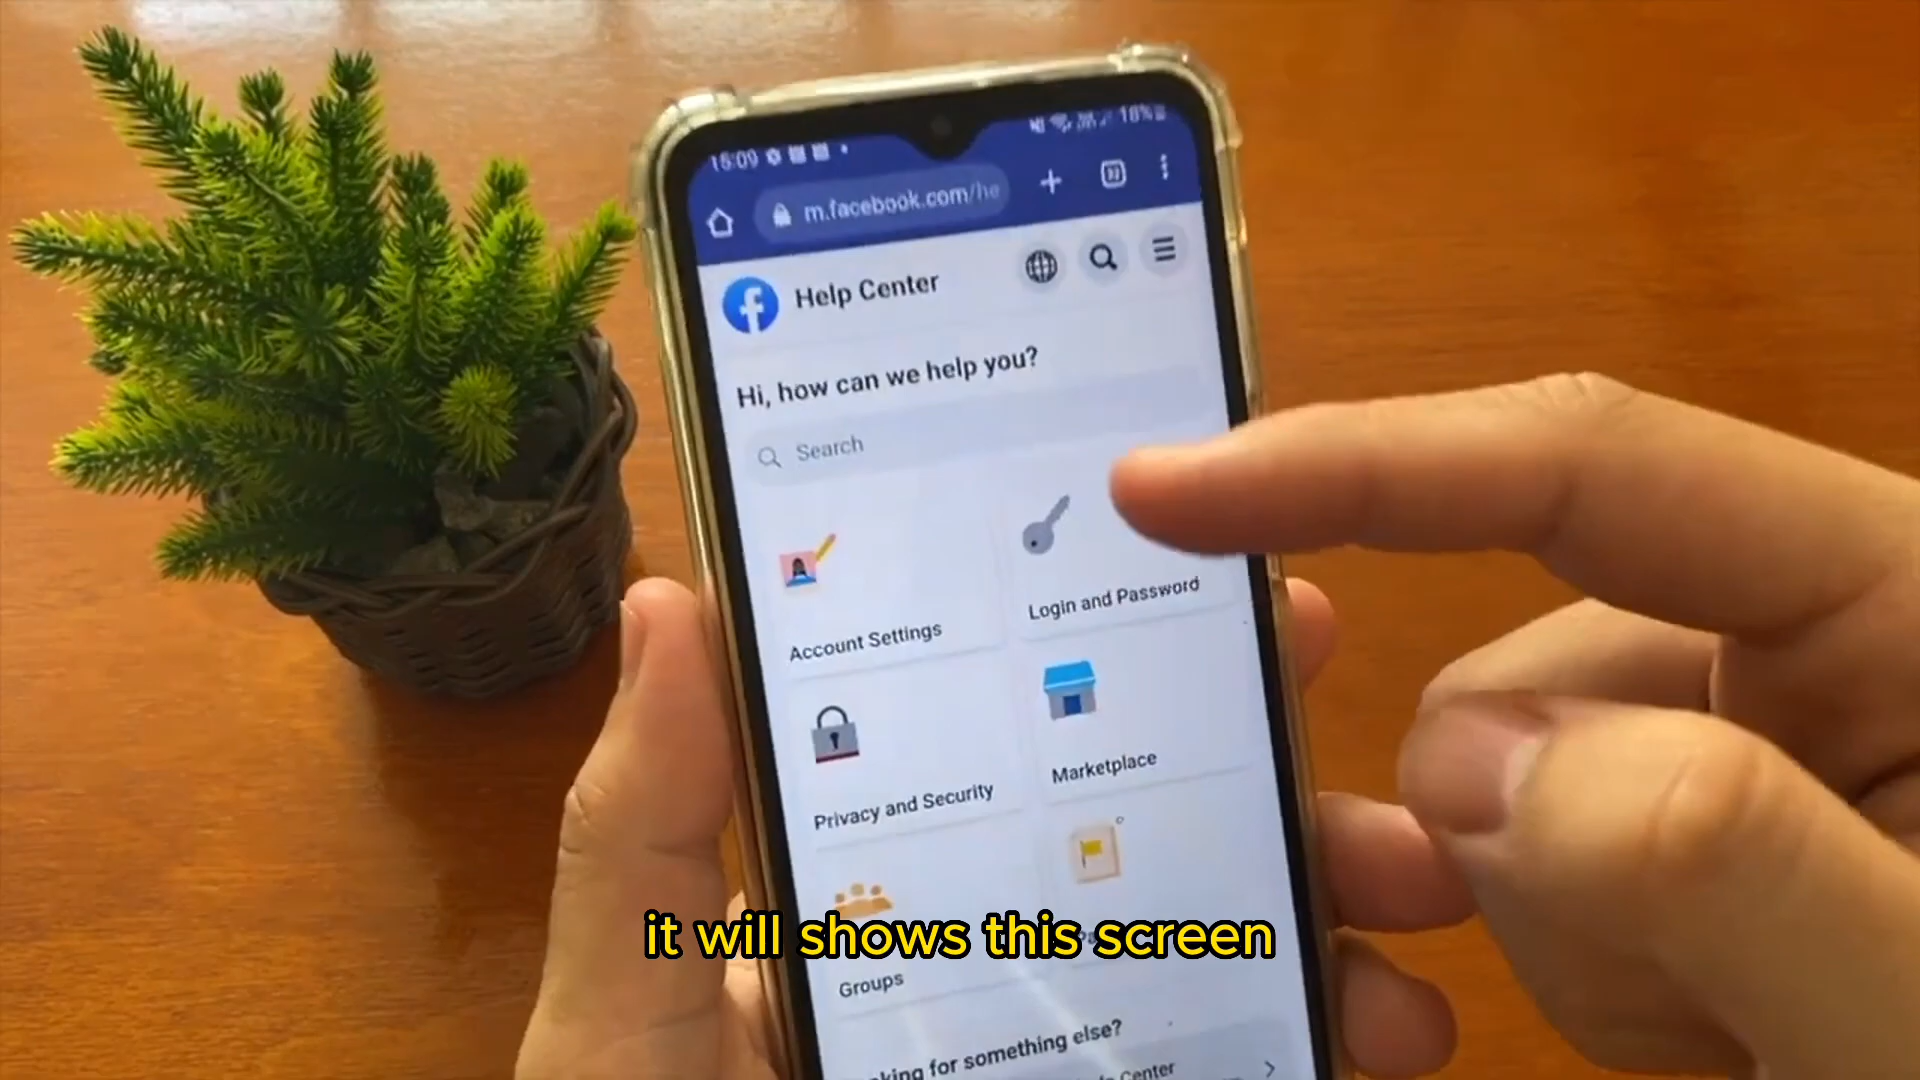 15:09
18%
m.facebook.com/he
Help Center
Hi, how can we help you?
Search
Account Settings
Login and Password
Privacy and Security
Marketplace
it will shows this screen
Groups
king for something else?
Center